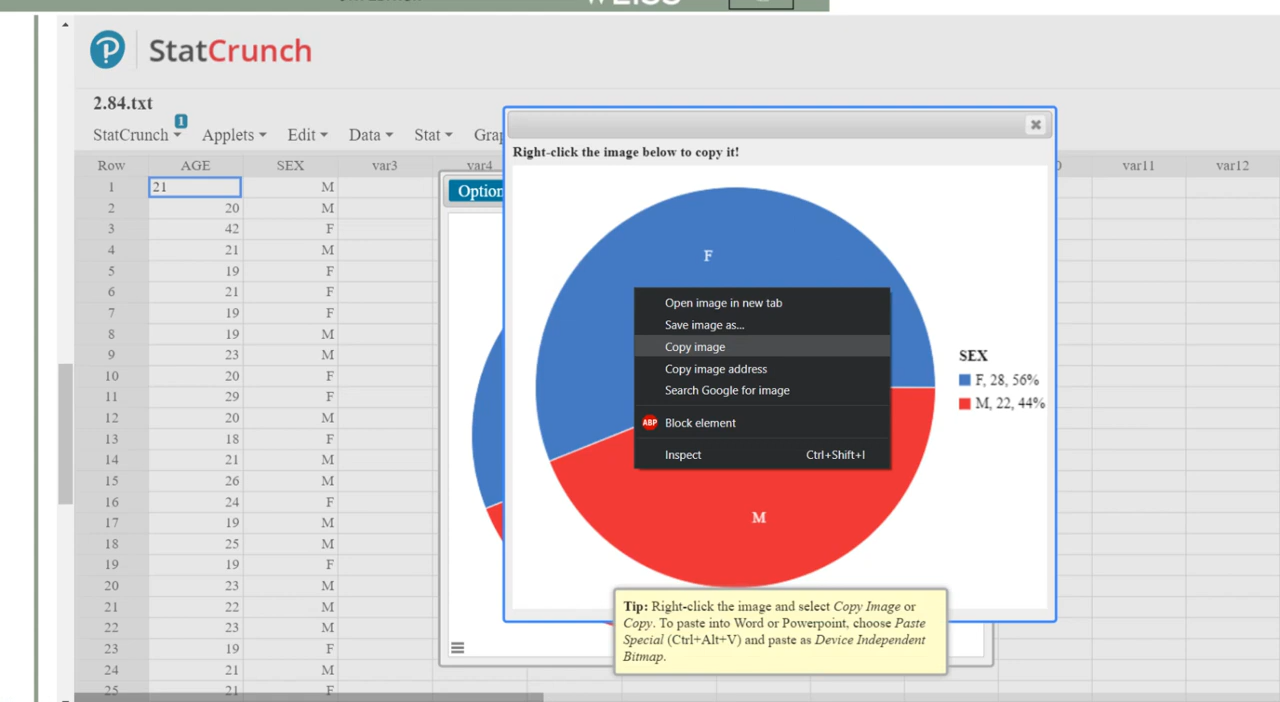 WEISS
StatCrunch
2.84.txt
StatCrunch 1 Applets Edit Data Stat
Row AGE SEX var3 var4 var11 var12
1 21 M
2 20 M
3 42 F
4 21 M
5 19 F
6 21 F
7 19 F
8 19 M
9 23 M
10 20 F
11 29 F
12 20 M
13 18 F
14 21 M
15 26 M
16 24 F
17 19 M
18 25 M
19 19 F
20 23 M
21 22 M
22 23 M
23 19 F
24 21 M
25 21 F
Right-click the image below to copy it!
F
Open image in new tab
Save image as...
Copy image
Copy image address
Search Google for image
ABP Block element
Inspect Ctrl+Shift+I
M
SEX
F, 28, 56%
M, 22, 44%
Tip: Right-click the image and select Copy Image or
Copy. To paste into Word or Powerpoint, choose Paste
Special (Ctrl+Alt+V) and paste as Device Independent
Bitmap.